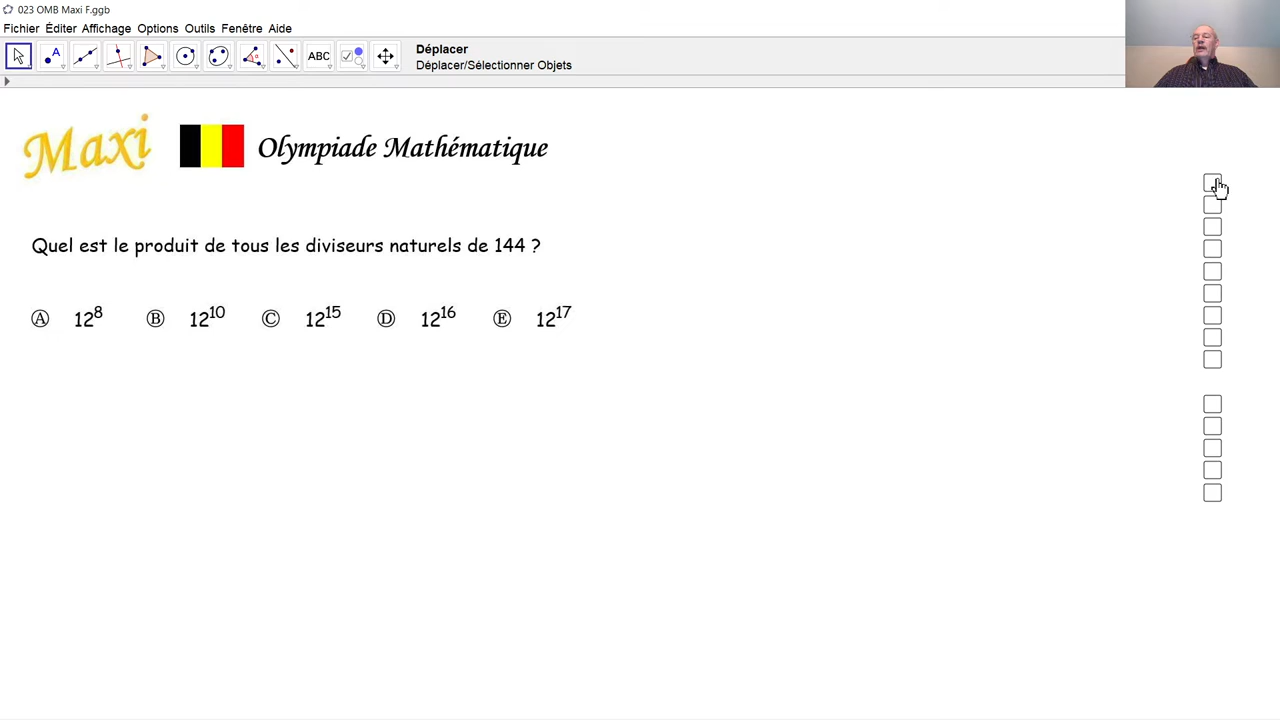 023 OMB Maxi F.ggb
Fichier Éditer Affichage Options Outils Fenêtre Aide
A
ABC
Déplacer
Déplacer/Sélectionner Objets
Maxi Olympiade Mathématique
Quel est le produit de tous les diviseurs naturels de 144 ?
Ⓐ 12⁸ Ⓑ 12¹⁰ Ⓒ 12¹⁵ Ⓓ 12¹⁶ Ⓔ 12¹⁷